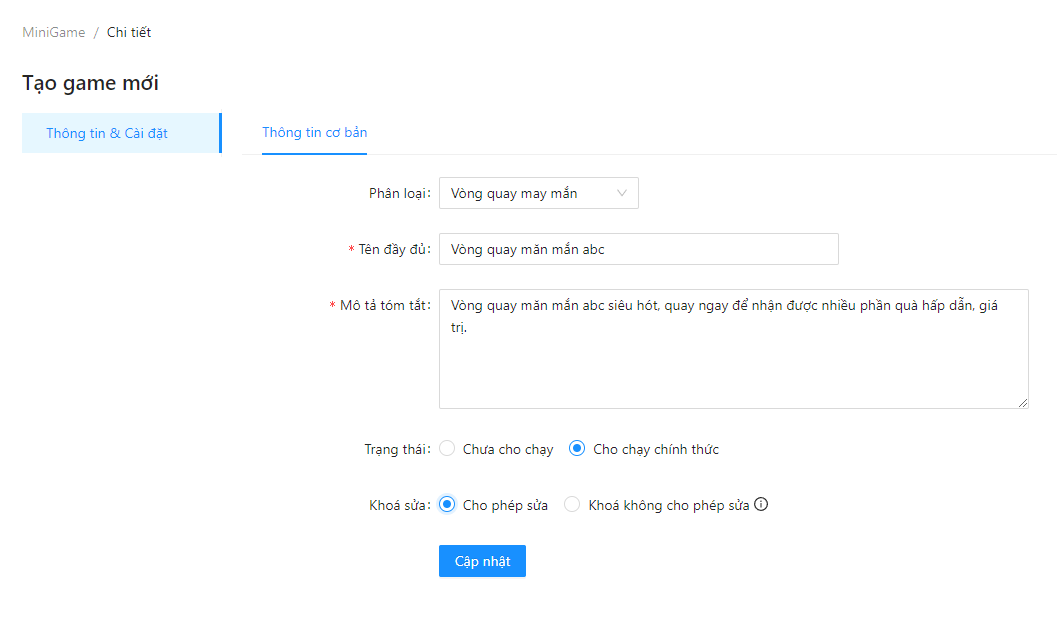 MiniGame / Chi tiết
Tạo game mới
Thông tin & Cài đặt
Thông tin cơ bản
Phân loại: Vòng quay may mắn
* Tên đầy đủ: Vòng quay măn mắn abc
* Mô tả tóm tắt: Vòng quay măn mắn abc siêu hót, quay ngay để nhận được nhiều phần quà hấp dẫn, giá
trị.
Trạng thái: Chưa cho chạy Cho chạy chính thức
Khoá sửa: Cho phép sửa Khoá không cho phép sửa
Cập nhật